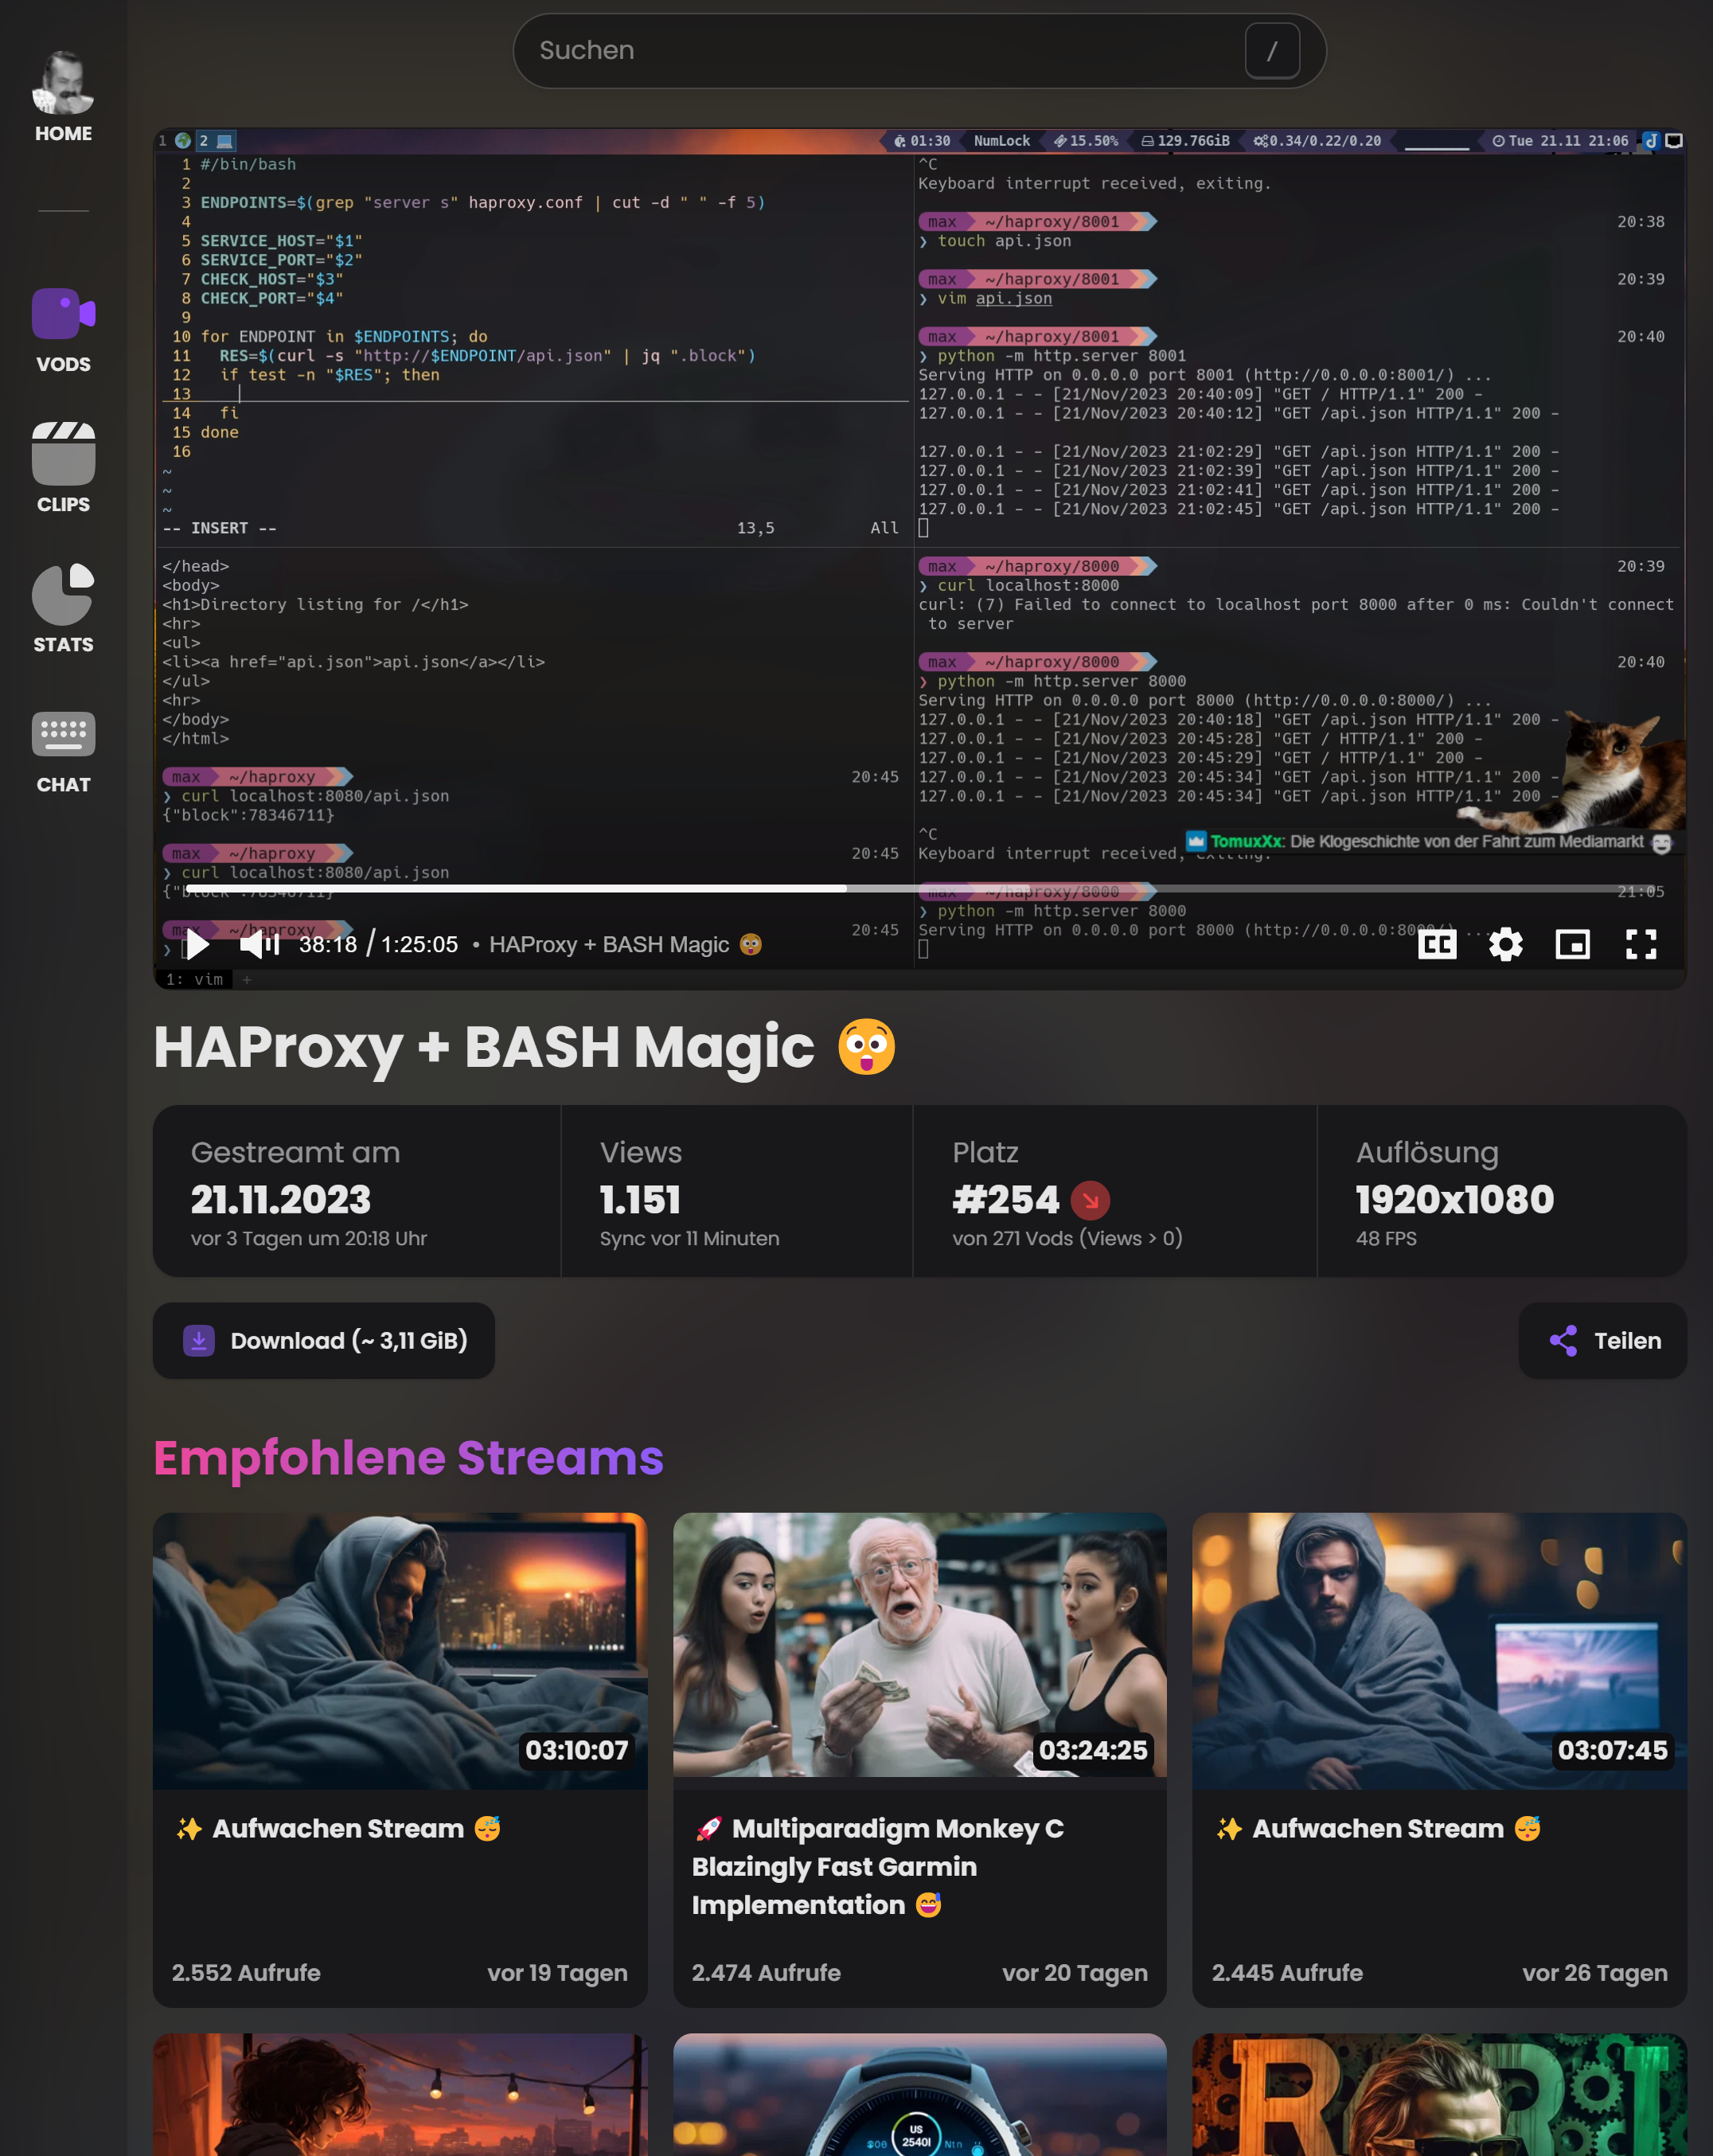 Suchen
/
HOME
VODS
CLIPS
STATS
CHAT
1 2 01:30 NumLock 15.50% 129.76GiB 0.34/0.22/0.20 Tue 21.11 21:06
1 #/bin/bash
2
3 ENDPOINTS=$(grep "server s" haproxy.conf | cut -d " " -f 5)
4
5 SERVICE_HOST="$1"
6 SERVICE_PORT="$2"
7 CHECK_HOST="$3"
8 CHECK_PORT="$4"
9
10 for ENDPOINT in $ENDPOINTS; do
11 RES=$(curl -s "http://$ENDPOINT/api.json" | jq ".block")
12 if test -n "$RES"; then
13
14 fi
15 done
16
~
~
~
-- INSERT -- 13,5 All
^C
Keyboard interrupt received, exiting.
max ~/haproxy/8001 20:38
❯ touch api.json
max ~/haproxy/8001 20:39
❯ vim api.json
max ~/haproxy/8001 20:40
❯ python -m http.server 8001
Serving HTTP on 0.0.0.0 port 8001 (http://0.0.0.0:8001/) ...
127.0.0.1 - - [21/Nov/2023 20:40:09] "GET / HTTP/1.1" 200 -
127.0.0.1 - - [21/Nov/2023 20:40:12] "GET /api.json HTTP/1.1" 200 -
127.0.0.1 - - [21/Nov/2023 21:02:29] "GET /api.json HTTP/1.1" 200 -
127.0.0.1 - - [21/Nov/2023 21:02:39] "GET /api.json HTTP/1.1" 200 -
127.0.0.1 - - [21/Nov/2023 21:02:41] "GET /api.json HTTP/1.1" 200 -
127.0.0.1 - - [21/Nov/2023 21:02:45] "GET /api.json HTTP/1.1" 200 -
</head>
<body>
<h1>Directory listing for /</h1>
<hr>
<ul>
<li><a href="api.json">api.json</a></li>
</ul>
<hr>
</body>
</html>
max ~/haproxy 20:45
❯ curl localhost:8080/api.json
{"block":78346711}
max ~/haproxy 20:45
❯ curl localhost:8080/api.json
{"block":78346711}
max ~/haproxy 20:45
❯
max ~/haproxy/8000 20:39
❯ curl localhost:8000
curl: (7) Failed to connect to localhost port 8000 after 0 ms: Couldn't connect
to server
max ~/haproxy/8000 20:40
❯ python -m http.server 8000
Serving HTTP on 0.0.0.0 port 8000 (http://0.0.0.0:8000/) ...
127.0.0.1 - - [21/Nov/2023 20:40:18] "GET /api.json HTTP/1.1" 200 -
127.0.0.1 - - [21/Nov/2023 20:45:28] "GET / HTTP/1.1" 200 -
127.0.0.1 - - [21/Nov/2023 20:45:29] "GET / HTTP/1.1" 200 -
127.0.0.1 - - [21/Nov/2023 20:45:34] "GET /api.json HTTP/1.1" 200 -
127.0.0.1 - - [21/Nov/2023 20:45:34] "GET /api.json HTTP/1.1" 200 -
^C
TomuxXx: Die Klogeschichte von der Fahrt zum Mediamarkt
Keyboard interrupt received, exiting.
max ~/haproxy/8000 21:05
❯ python -m http.server 8000
Serving HTTP on 0.0.0.0 port 8000 (http://0.0.0.0:8000/) ...
38:18 / 1:25:05 • HAProxy + BASH Magic 😲
CC
1: vim +
HAProxy + BASH Magic 😲
Gestreamt am
21.11.2023
vor 3 Tagen um 20:18 Uhr
Views
1.151
Sync vor 11 Minuten
Platz
#254
von 271 Vods (Views > 0)
Auflösung
1920x1080
48 FPS
Download (~ 3,11 GiB)
Teilen
Empfohlene Streams
03:10:07
✨ Aufwachen Stream 😴
2.552 Aufrufe vor 19 Tagen
03:24:25
🚀 Multiparadigm Monkey C
Blazingly Fast Garmin
Implementation 😅
2.474 Aufrufe vor 20 Tagen
03:07:45
✨ Aufwachen Stream 😴
2.445 Aufrufe vor 26 Tagen
US
2540I